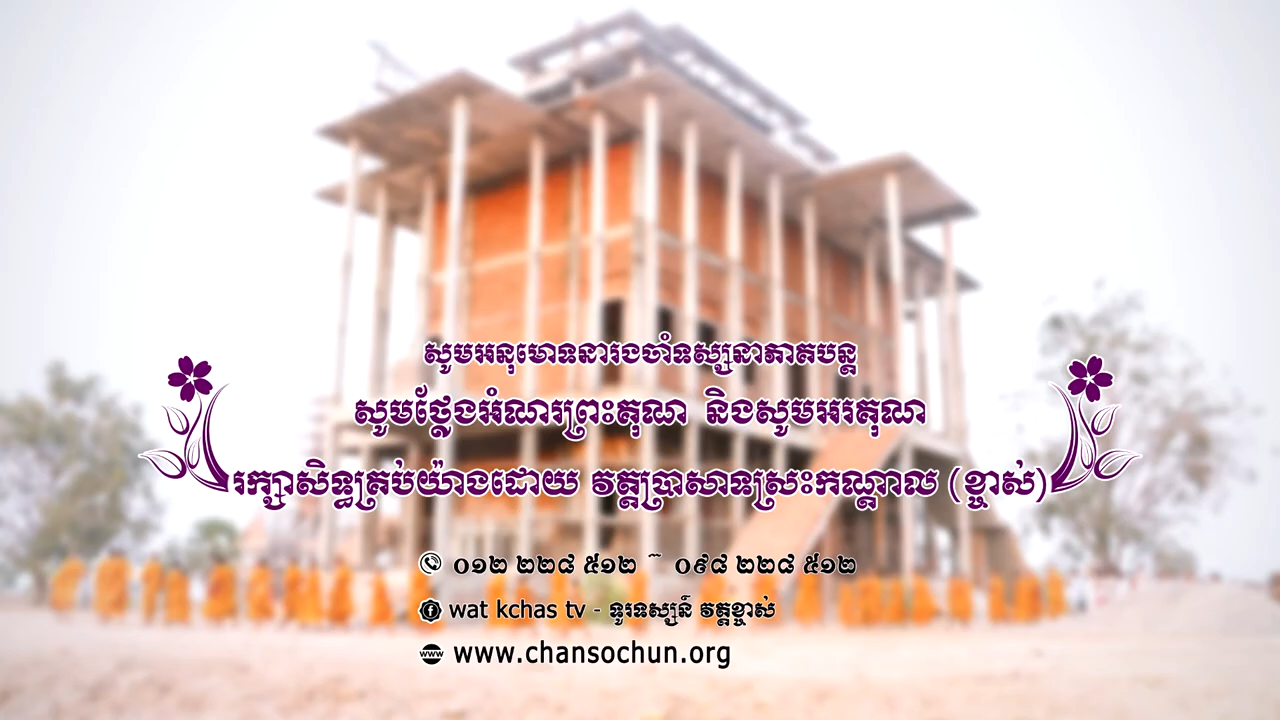 សូមអនុមោទនារងចាំទស្សនាភាគបន្ត
សូមថ្លែងអំណរព្រះគុណ និងសូមអរគុណ
រក្សាសិទ្ធគ្រប់យ៉ាងដោយ វត្តប្រាសាទស្រះកណ្តាល (ខ្ចាស់)
០១២ ២២៨ ៥១២ ~ ០៩៨ ២២៨ ៥១២
wat kchas tv - ទូរទស្សន៍ វត្តខ្ចាស់
www www.chansochun.org